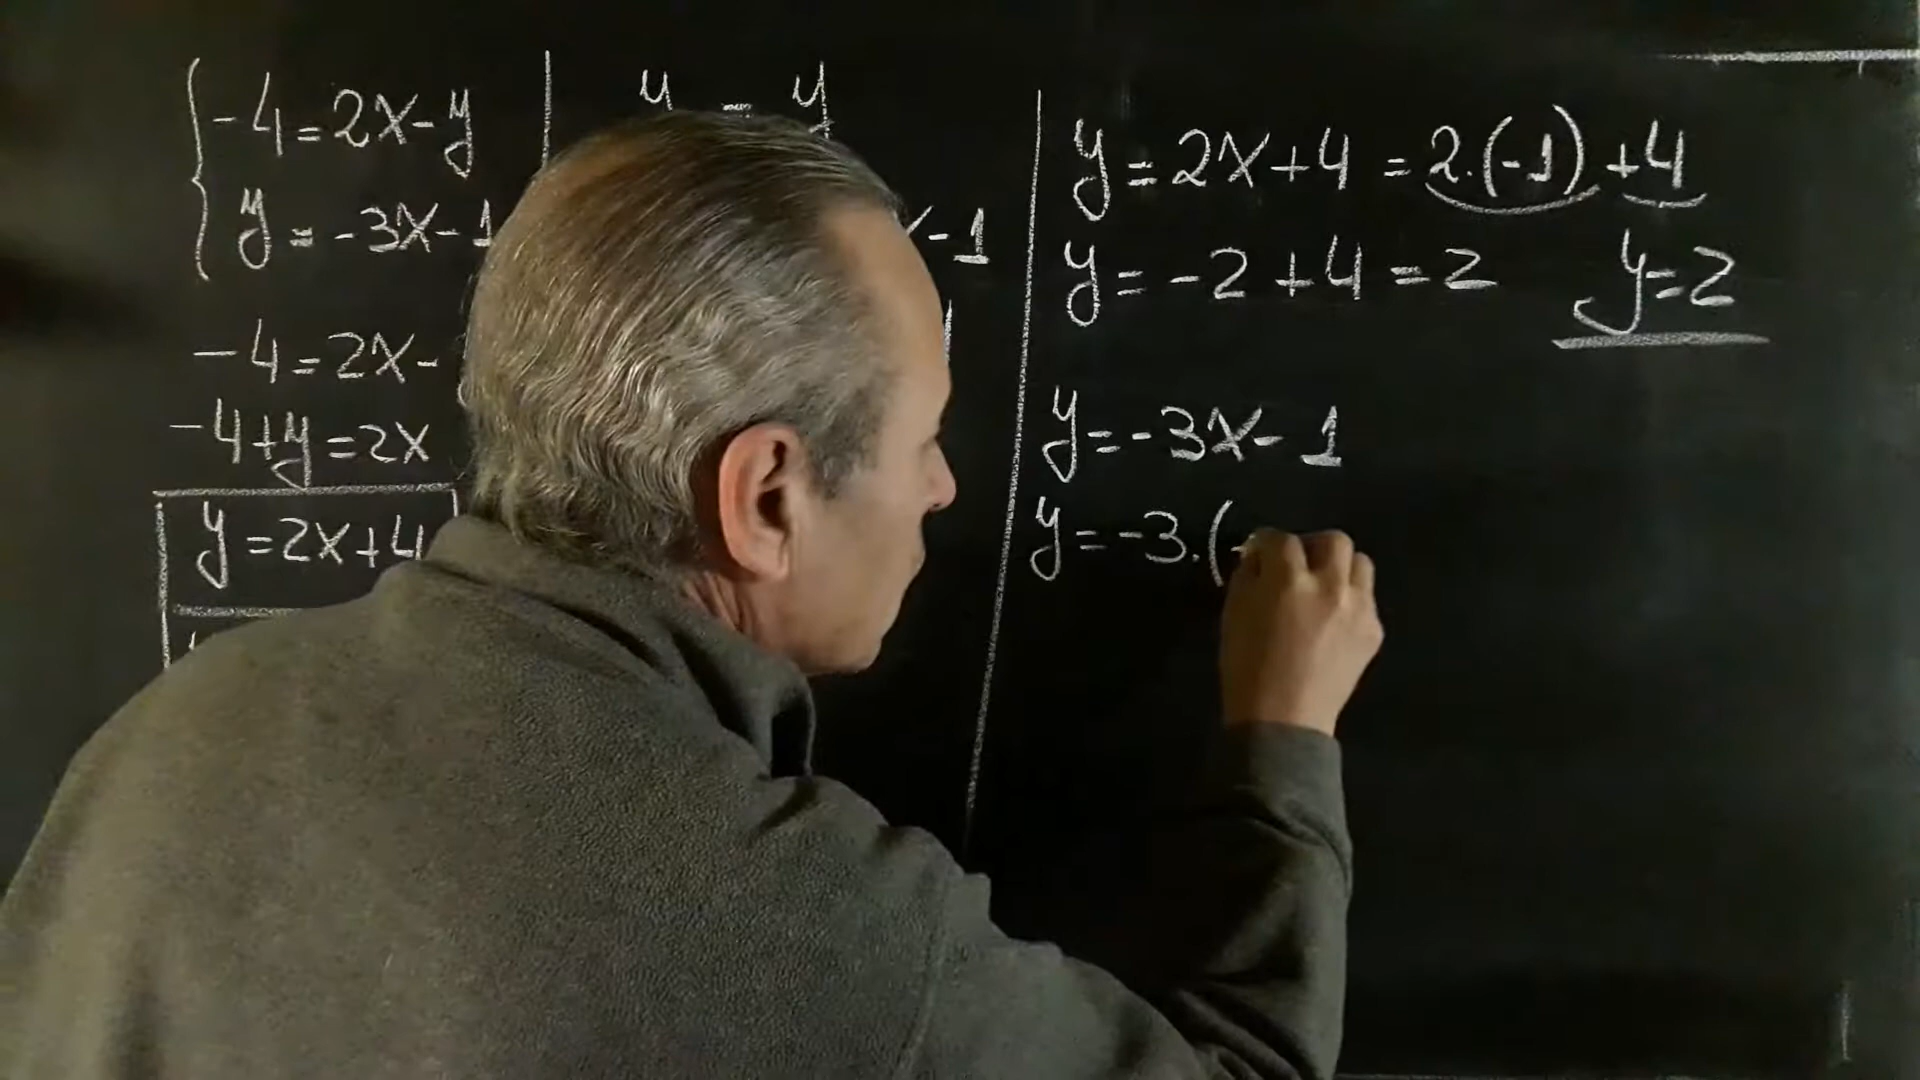 -4=2x-y
y=-3x-1
-4=2x-
-4+y=2x
y=2x+4
y = y
-1
y=2x+4=2.(-1)+4
y=-2+4=2 y=2
y=-3x-1
y=-3.(-